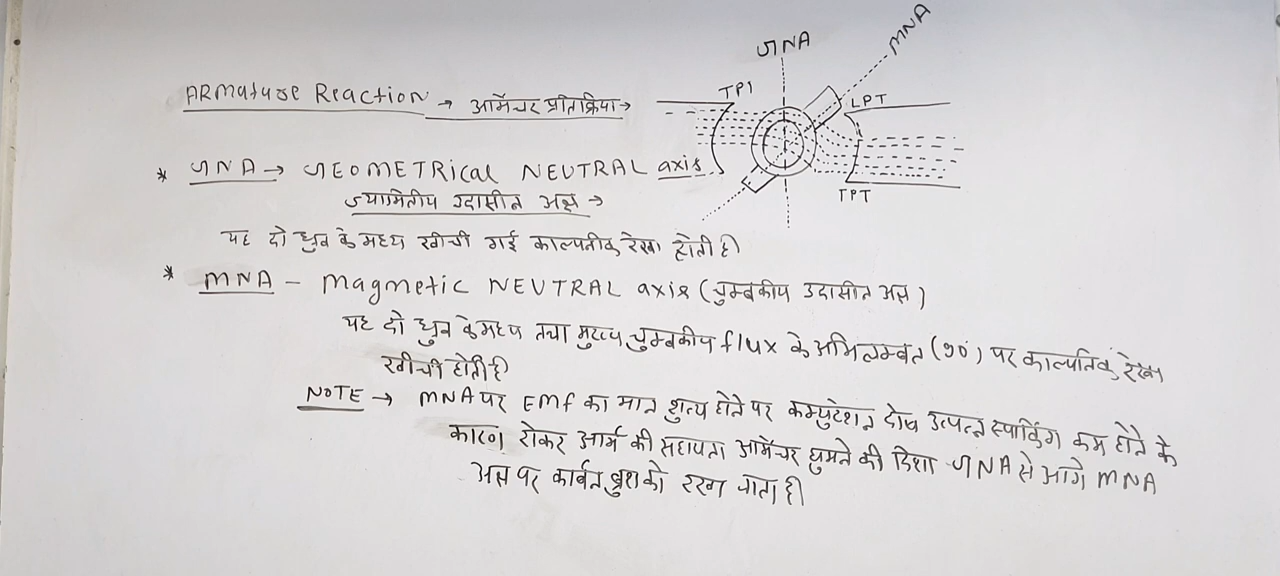 GNA
MNA
TPI
LPT
TPT
ARMature Reaction → आर्मेचर प्रतिक्रिया →
* GNA → GEOMETRICal NEUTRAL axis
ज्यामितीय उदासीन अक्ष →
यह दो ध्रुव के मध्य खींची गई काल्पनीक रेखा होती है
* MNA - Magnetic NEUTRAL axis (चुम्बकीय उदासीन अक्ष)
यह दो ध्रुव के मध्य तथा मुख्य चुम्बकीय flux के अभिलम्बत (90°) पर काल्पनिक रेखा
खीची होती है
NOTE → MNA पर EMf का मान शुन्य होने पर कम्युटेशन दोष उत्पन्न स्पार्किंग कम होने के
कारण रोकर आर्म की सहायता आर्मेचर घुमने की दिशा GNA से आगे MNA
अक्ष पर कार्बन ब्रुश को रखा जाता है